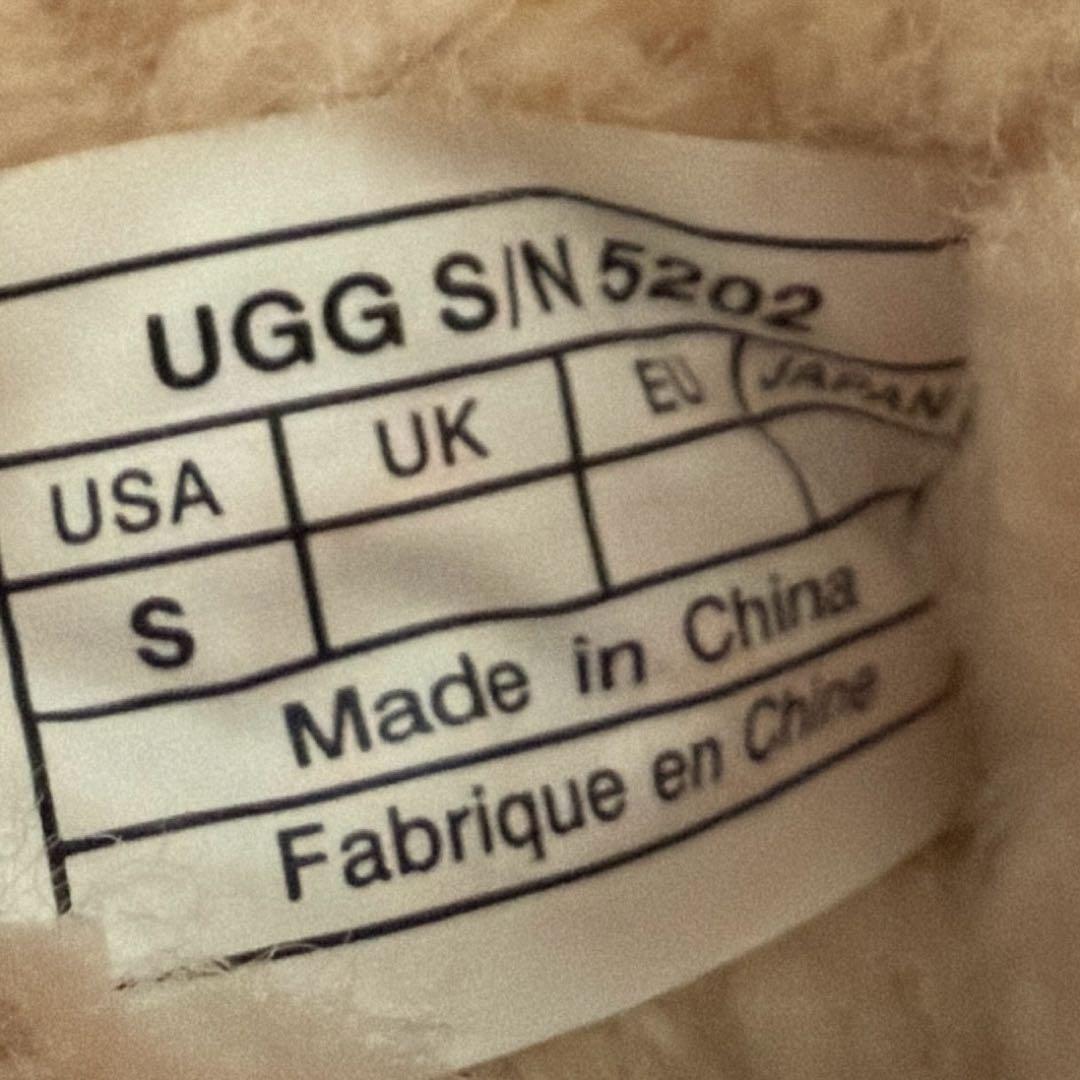 UGG S/N 5202
USA UK EU JAPAN
S
Made in China
Fabrique en Chine